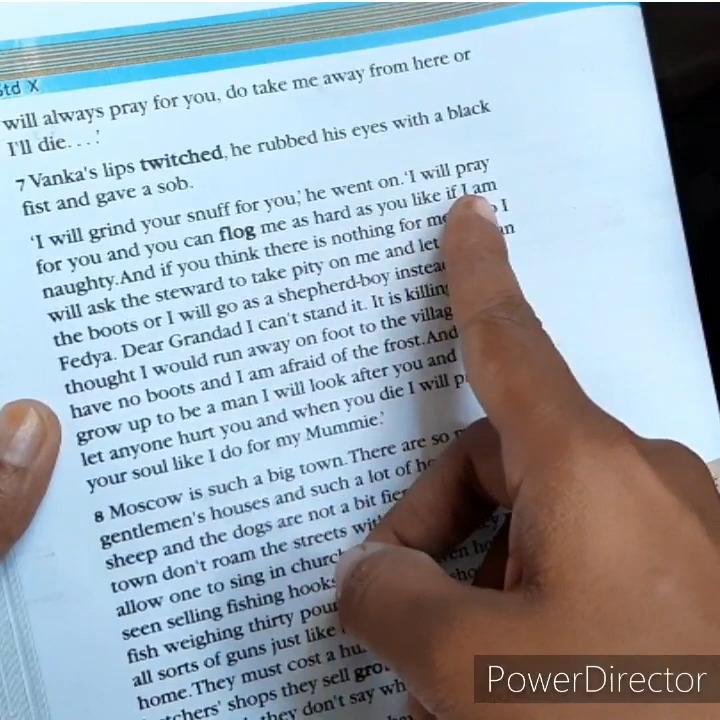 Std X
will always pray for you, do take me away from here or
I'll die. . . .'
7 Vanka's lips twitched, he rubbed his eyes with a black
fist and gave a sob.
'I will grind your snuff for you,' he went on. 'I will pray
for you and you can flog me as hard as you like if I am
naughty. And if you think there is nothing for me I
will ask the steward to take pity on me and let
the boots or I will go as a shepherd-boy instead
Fedya. Dear Grandad I can't stand it. It is killing
thought I would run away on foot to the village
have no boots and I am afraid of the frost. And
grow up to be a man I will look after you and
let anyone hurt you and when you die I will
your soul like I do for my Mummie.'
8 Moscow is such a big town. There are so
gentlemen's houses and such a lot of
sheep and the dogs are not a bit
town don't roam the streets
allow one to sing in church
seen selling fishing hooks
fish weighing thirty
all sorts of guns just like
home. They must cost a
shops they sell
they don't say
PowerDirector